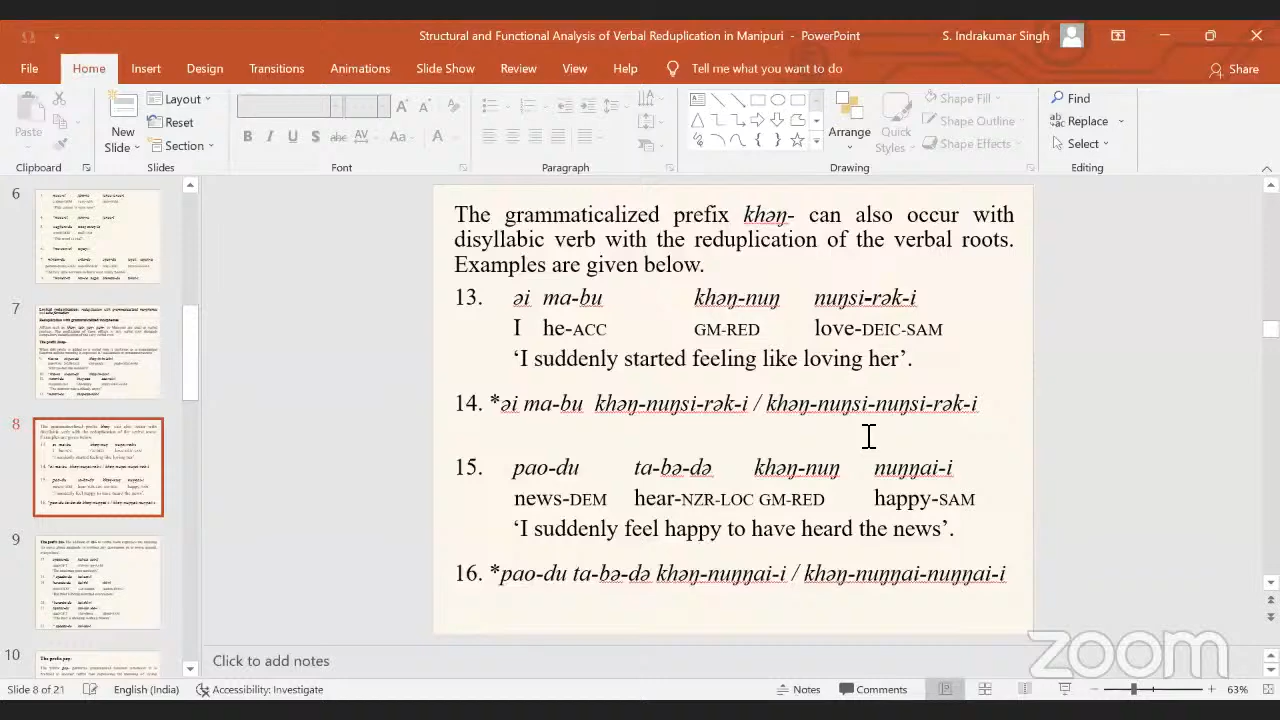 Structural and Functional Analysis of Verbal Reduplication in Manipuri - PowerPoint
S. Indrakumar Singh
File Home Insert Design Transitions Animations Slide Show Review View Help Tell me what you want to do Share
Paste
New
Slide
Layout
Reset
Section
B I U S abc AV Aa A
Arrange
Quick
Styles
Shape Fill
Shape Outline
Shape Effects
Find
Replace
Select
Clipboard Slides Font Paragraph Drawing Editing
6
7
8
9
10
The grammaticalized prefix khəŋ- can also occur with
disyllabic verb with the reduplication of the verbal roots.
Examples are given below.
13. əi ma-bu khəŋ-nuŋ nuŋsi-rək-i
I he-ACC GM-RED love-DEIC-SAM
'I suddenly started feeling like loving her'.
14. *əi ma-bu khəŋ-nuŋsi-rək-i / khəŋ-nuŋsi-nuŋsi-rək-i
15. pao-du ta-bə-də khəŋ-nuŋ nuŋŋai-i
news-DEM hear-NZR-LOC GM-RED happy-SAM
'I suddenly feel happy to have heard the news'.
16. *pao-du ta-bə-də khəŋ-nuŋŋai-i / khəŋ-nuŋŋai-nuŋŋai-i
Click to add notes
zoom
Slide 8 of 21 English (India) Accessibility: Investigate Notes Comments 63%